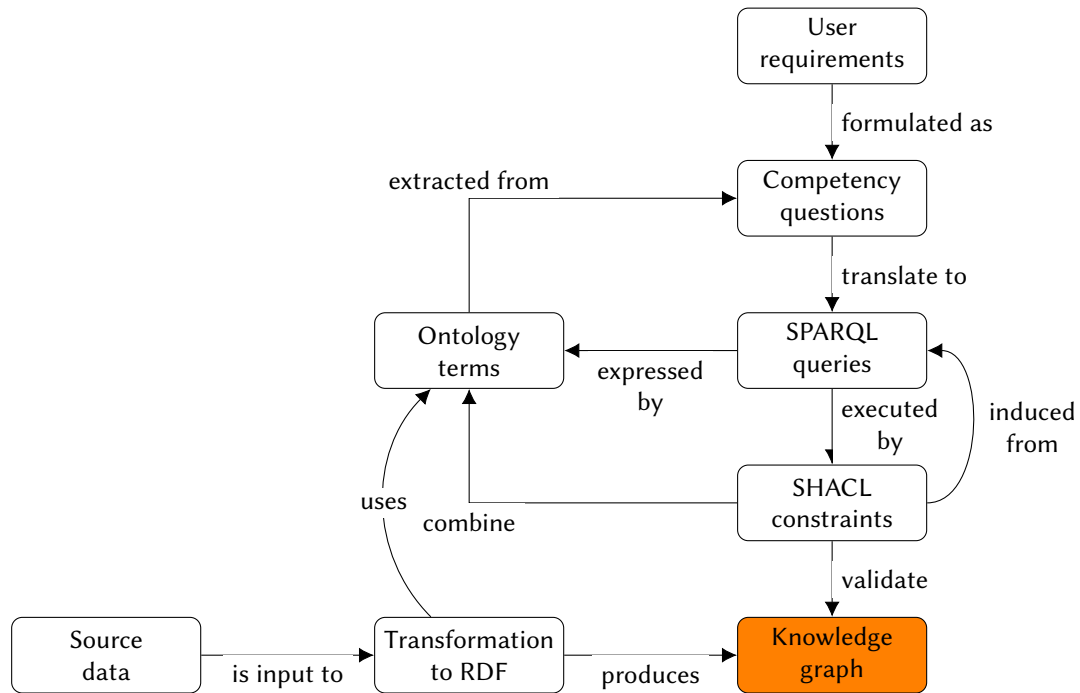 User
requirements
formulated as
extracted from
Competency
questions
translate to
Ontology
terms
expressed
by
SPARQL
queries
executed
by
induced
from
uses
combine
SHACL
constraints
validate
Source
data
is input to
Transformation
to RDF
produces
Knowledge
graph